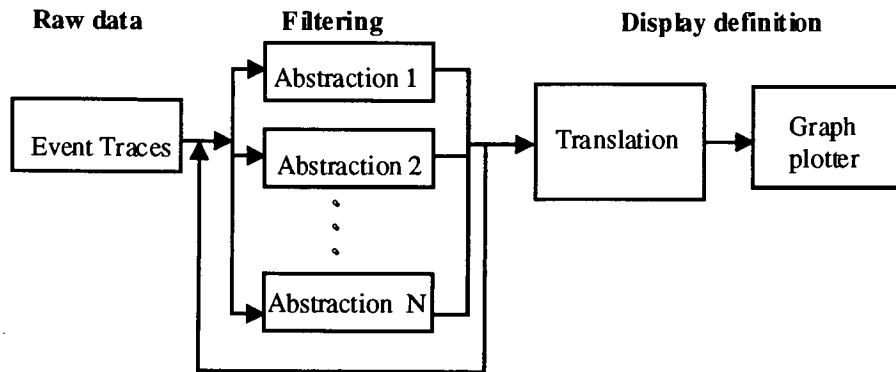 Raw data
Filtering
Display definition
Event Traces
Abstraction 1
Abstraction 2
Abstraction N
Translation
Graph
plotter